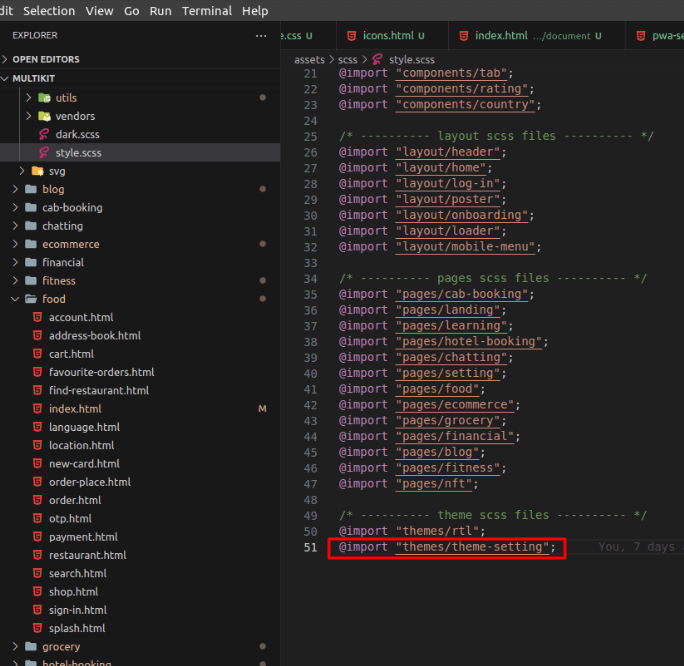 dit Selection View Go Run Terminal Help
EXPLORER ...
e.css U icons.html U index.html .../document U pwa-se
OPEN EDITORS
assets > scss > style.scss
MULTIKIT
utils
vendors
dark.scss
style.scss
svg
blog
cab-booking
chatting
ecommerce
financial
fitness
food
account.html
address-book.html
cart.html
favourite-orders.html
find-restaurant.html
index.html M
language.html
location.html
new-card.html
order-place.html
order.html
otp.html
payment.html
restaurant.html
search.html
shop.html
sign-in.html
splash.html
grocery
hotel-booking
21 @import "components/tab";
22 @import "components/rating";
23 @import "components/country";
24
25 /* ---------- layout scss files ---------- */
26 @import "layout/header";
27 @import "layout/home";
28 @import "layout/log-in";
29 @import "layout/poster";
30 @import "layout/onboarding";
31 @import "layout/loader";
32 @import "layout/mobile-menu";
33
34 /* ---------- pages scss files ---------- */
35 @import "pages/cab-booking";
36 @import "pages/landing";
37 @import "pages/learning";
38 @import "pages/hotel-booking";
39 @import "pages/chatting";
40 @import "pages/setting";
41 @import "pages/food";
42 @import "pages/ecommerce";
43 @import "pages/grocery";
44 @import "pages/financial";
45 @import "pages/blog";
46 @import "pages/fitness";
47 @import "pages/nft";
48
49 /* ---------- theme scss files ---------- */
50 @import "themes/rtl";
51 @import "themes/theme-setting"; You, 7 days a